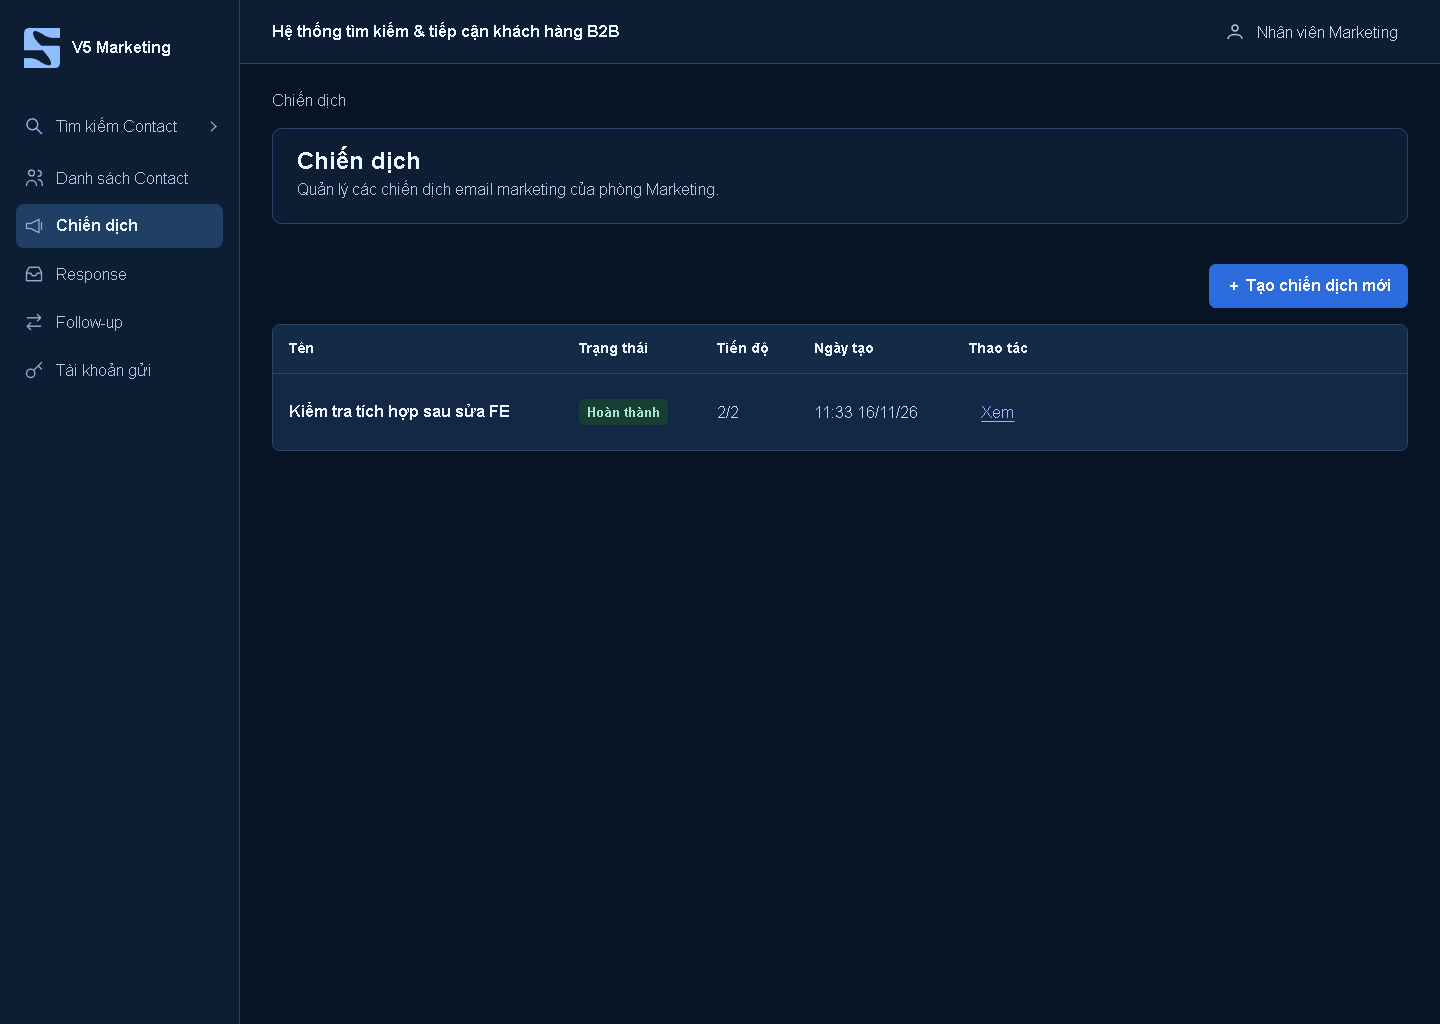 V5 Marketing
Tìm kiếm Contact
Danh sách Contact
Chiến dịch
Response
Follow-up
Tài khoản gửi
Hệ thống tìm kiếm & tiếp cận khách hàng B2B
Nhân viên Marketing
Chiến dịch
Chiến dịch
Quản lý các chiến dịch email marketing của phòng Marketing.
+ Tạo chiến dịch mới
Tên Trạng thái Tiến độ Ngày tạo Thao tác
Kiểm tra tích hợp sau sửa FE Hoàn thành 2/2 11:33 16/11/26 Xem